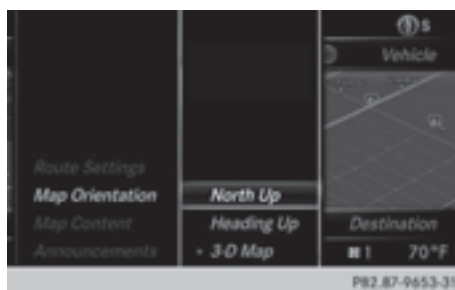 S
Vehicle
Route Settings
Map Orientation
North Up
Map Content
Heading Up
Destination
Announcements
3-D Map
1
70°F
P82.87-9653-31